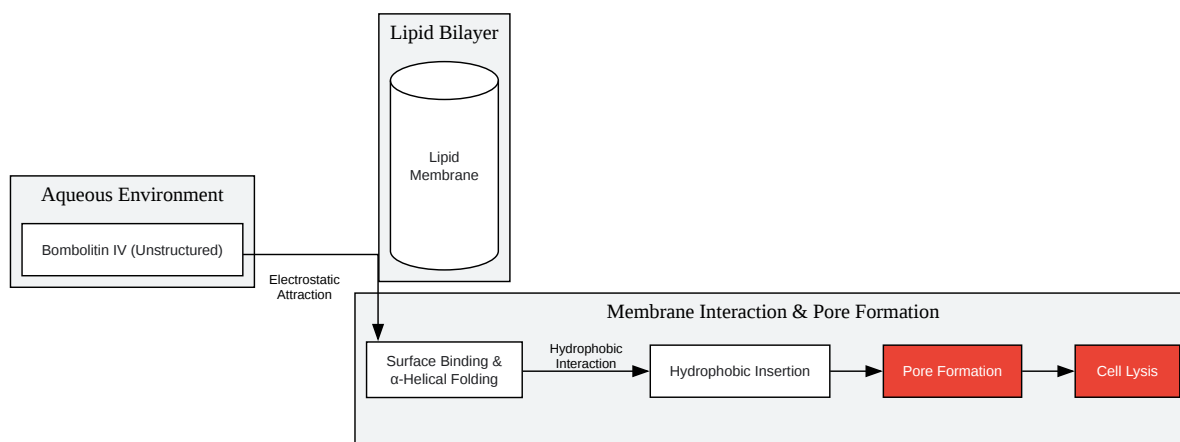 Lipid Bilayer
Lipid
Membrane
Aqueous Environment
Bombolitin IV (Unstructured)
Electrostatic
Attraction
Membrane Interaction & Pore Formation
Surface Binding &
α-Helical Folding
Hydrophobic
Interaction
Hydrophobic Insertion
Pore Formation
Cell Lysis